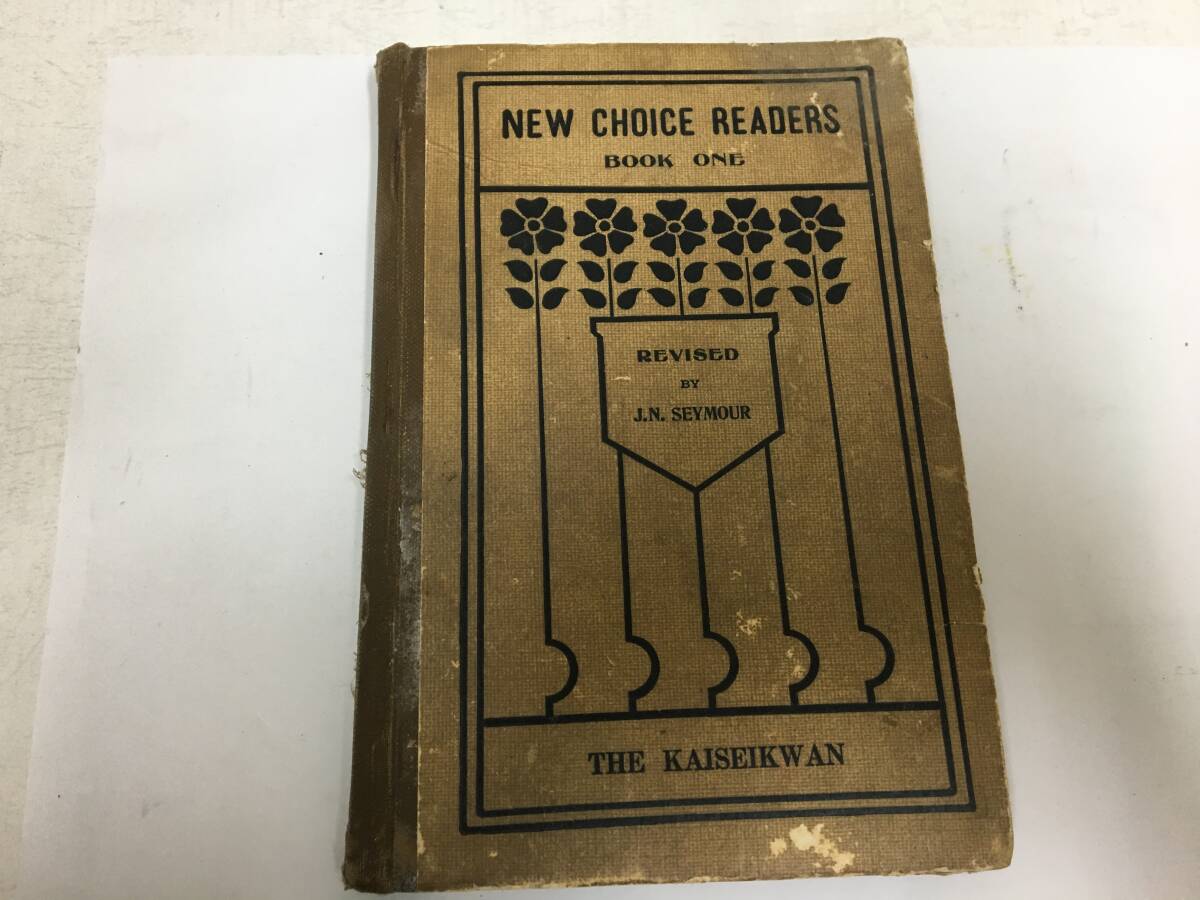 NEW CHOICE READERS
BOOK ONE
REVISED
BY
J.N. SEYMOUR
THE KAISEIKWAN